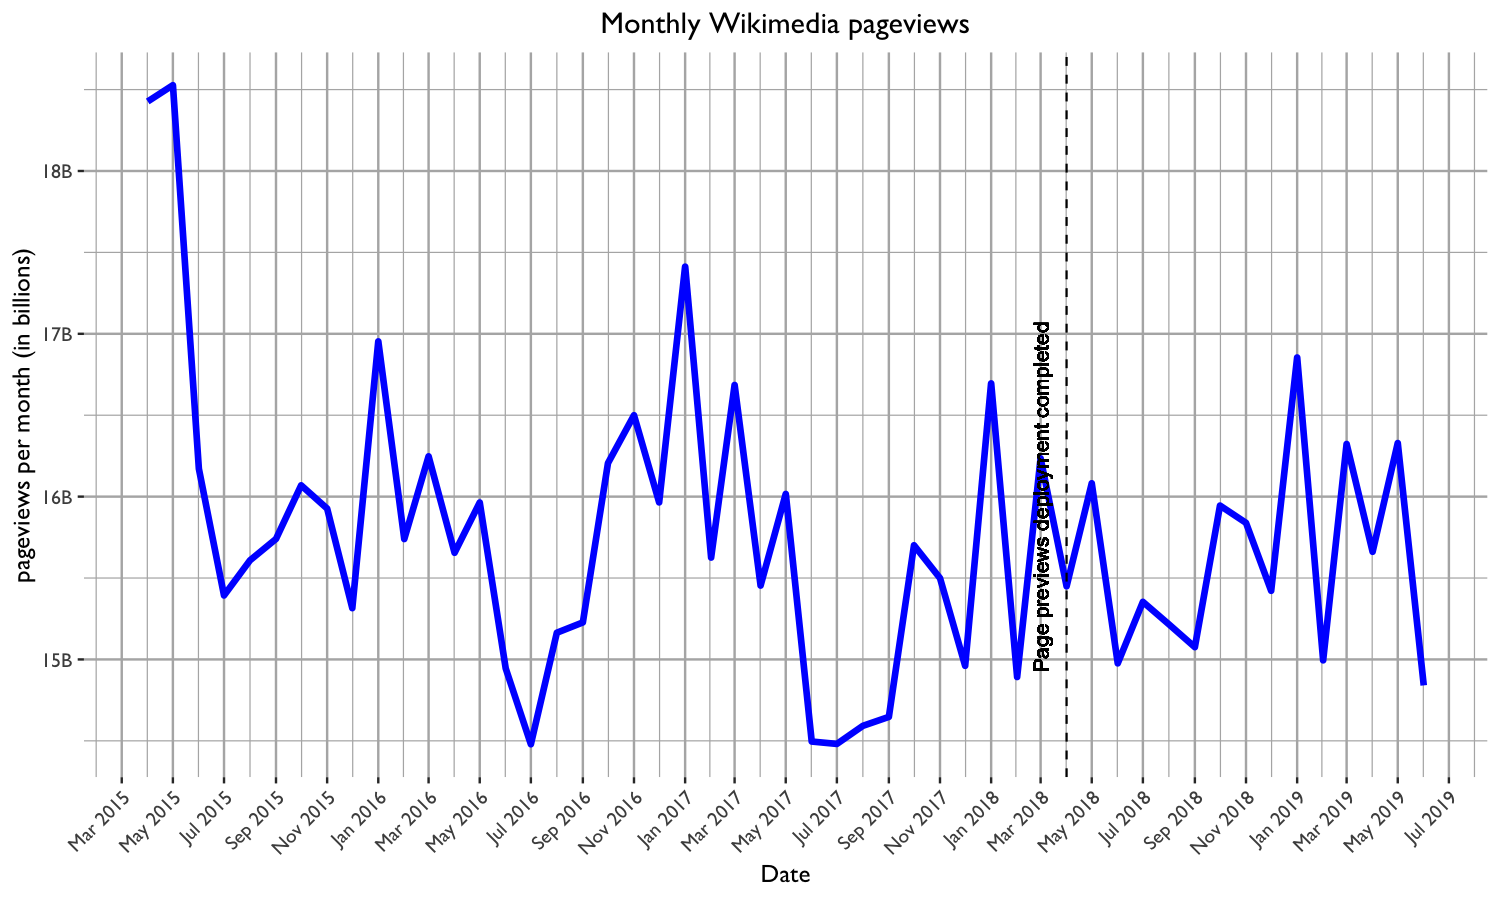 Monthly Wikimedia pageviews
pageviews per month (in billions)
18B
17B
16B
15B
Page previews deployment completed
Mar 2015
May 2015
Jul 2015
Sep 2015
Nov 2015
Jan 2016
Mar 2016
May 2016
Jul 2016
Sep 2016
Nov 2016
Jan 2017
Mar 2017
May 2017
Jul 2017
Sep 2017
Nov 2017
Jan 2018
Mar 2018
May 2018
Jul 2018
Sep 2018
Nov 2018
Jan 2019
Mar 2019
May 2019
Jul 2019
Date